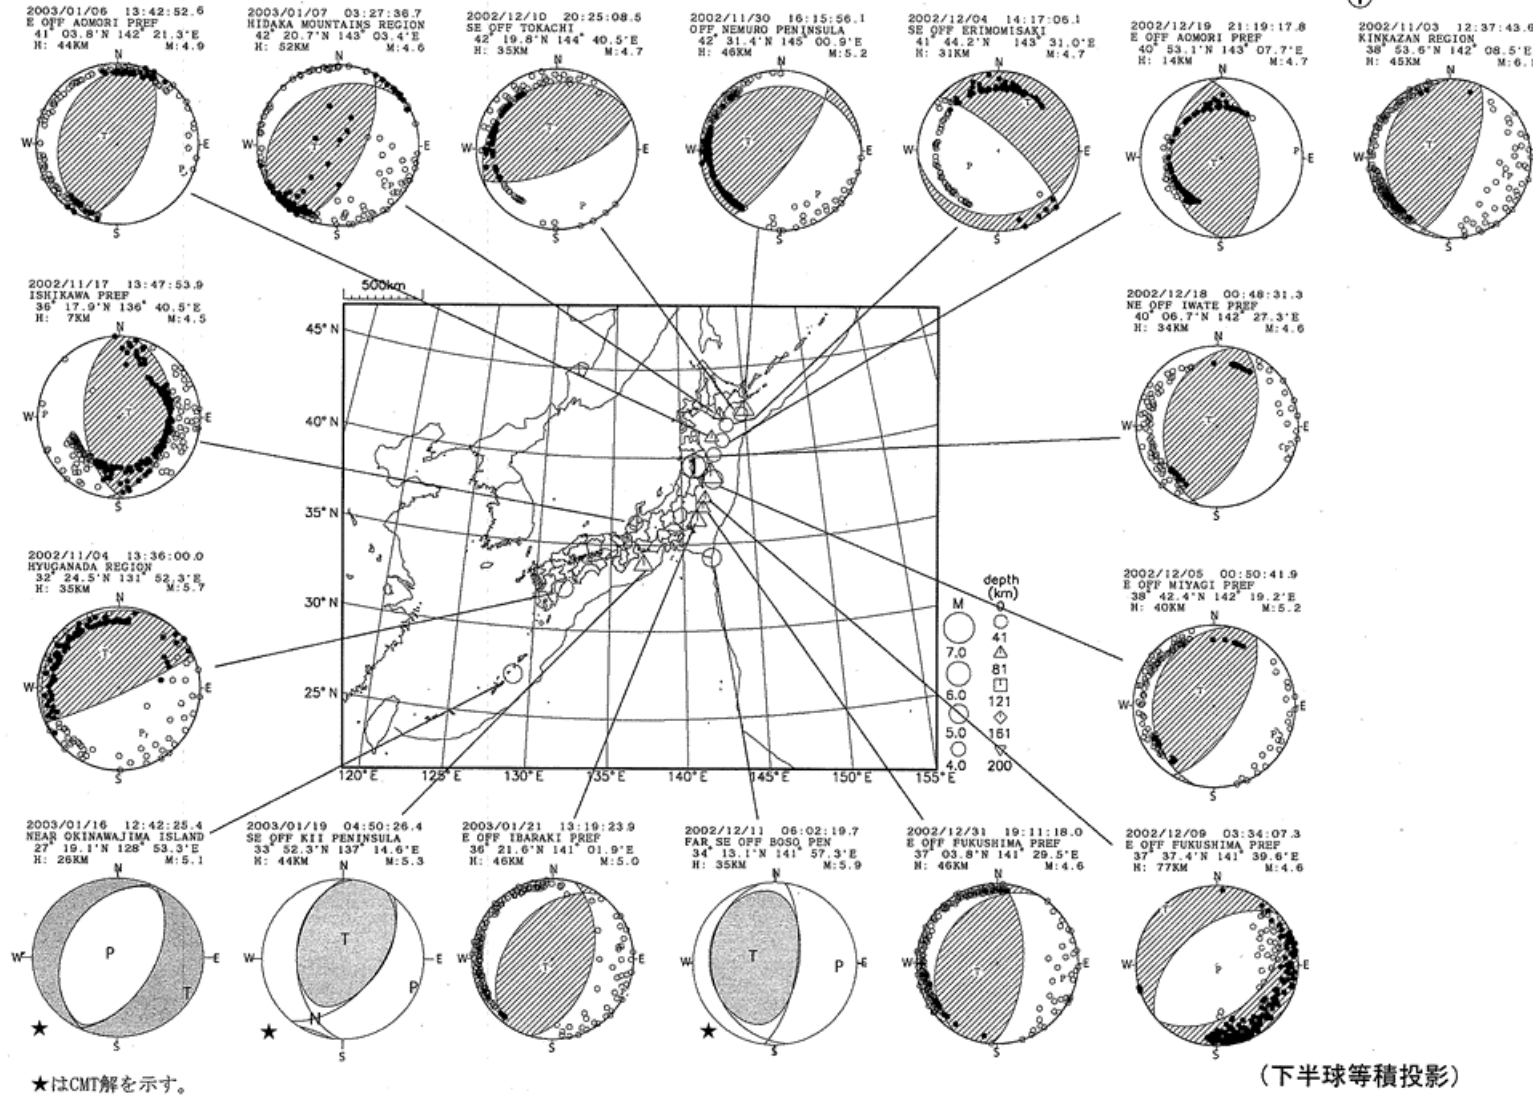 ①
2003/01/06 13:42:52.6
E OFF AOMORI PREF
41° 03.8'N 142° 21.3'E
H: 44KM M:4.9
N
W
T
P
S
2003/01/07 03:27:36.7
HIDAKA MOUNTAINS REGION
42° 20.7'N 143° 03.4'E
H: 52KM M:4.6
N
W
E
T
P
S
2002/12/10 20:25:08.5
SE OFF TOKACHI
42° 19.8'N 144° 40.5'E
H: 35KM M:4.7
N
W
E
T
P
S
2002/11/30 16:15:56.1
OFF NEMURO PENINSULA
42° 31.4'N 145° 00.9'E
H: 46KM M:5.2
N
W
E
T
P
S
2002/12/04 14:17:06.1
SE OFF ERIMOMISAKI
41° 44.2'N 143° 31.0'E
H: 31KM M:4.7
N
W
E
T
P
S
2002/12/19 21:19:17.8
E OFF AOMORI PREF
40° 53.1'N 143° 07.7'E
H: 14KM M:4.7
N
W
E
T
P
S
2002/11/03 12:37:43.6
KINKAZAN REGION
38° 53.6'N 142° 08.5'E
H: 45KM M:6.1
N
W
T
P
S
2002/11/17 13:47:53.9
ISHIKAWA PREF
36° 17.9'N 136° 40.5'E
H: 7KM M:4.5
N
W
E
P
T
S
500km
45°N
40°N
35°N
30°N
25°N
120°E 125°E 130°E 135°E 140°E 145°E 150°E 155°E
1
M
7.0
6.0
5.0
4.0
depth
(km)
0
41
81
121
161
200
2002/12/18 00:48:31.3
NE OFF IWATE PREF
40° 06.7'N 142° 27.3'E
H: 34KM M:4.6
N
W
E
T
P
S
2002/11/04 13:36:00.0
HYUGANADA REGION
32° 24.5'N 131° 52.3'E
H: 35KM M:5.7
N
W
E
T
P
S
2002/12/05 00:50:41.9
E OFF MIYAGI PREF
38° 42.4'N 142° 19.2'E
H: 40KM M:5.2
N
W
E
T
P
S
2003/01/16 12:42:25.4
NEAR OKINAWAJIMA ISLAND
27° 19.1'N 128° 53.3'E
H: 26KM M:5.1
N
W
E
P
T
S
★
2003/01/19 04:50:26.4
SE OFF KII PENINSULA
33° 52.3'N 137° 14.6'E
H: 44KM M:5.3
N
W
E
T
P
N
S
★
2003/01/21 13:19:23.9
E OFF IBARAKI PREF
36° 21.6'N 141° 01.9'E
H: 46KM M:5.0
N
W
E
T
S
2002/12/11 06:02:19.7
FAR SE OFF BOSO PEN
34° 13.1'N 141° 57.3'E
H: 35KM M:5.9
N
W
E
T
P
S
★
2002/12/31 19:11:18.0
E OFF FUKUSHIMA PREF
37° 03.8'N 141° 29.5'E
H: 46KM M:4.6
N
W
E
T
P
S
2002/12/09 03:34:07.3
E OFF FUKUSHIMA PREF
37° 37.4'N 141° 39.6'E
H: 77KM M:4.6
N
W
E
T
P
S
★はCMT解を示す。
(下半球等積投影)